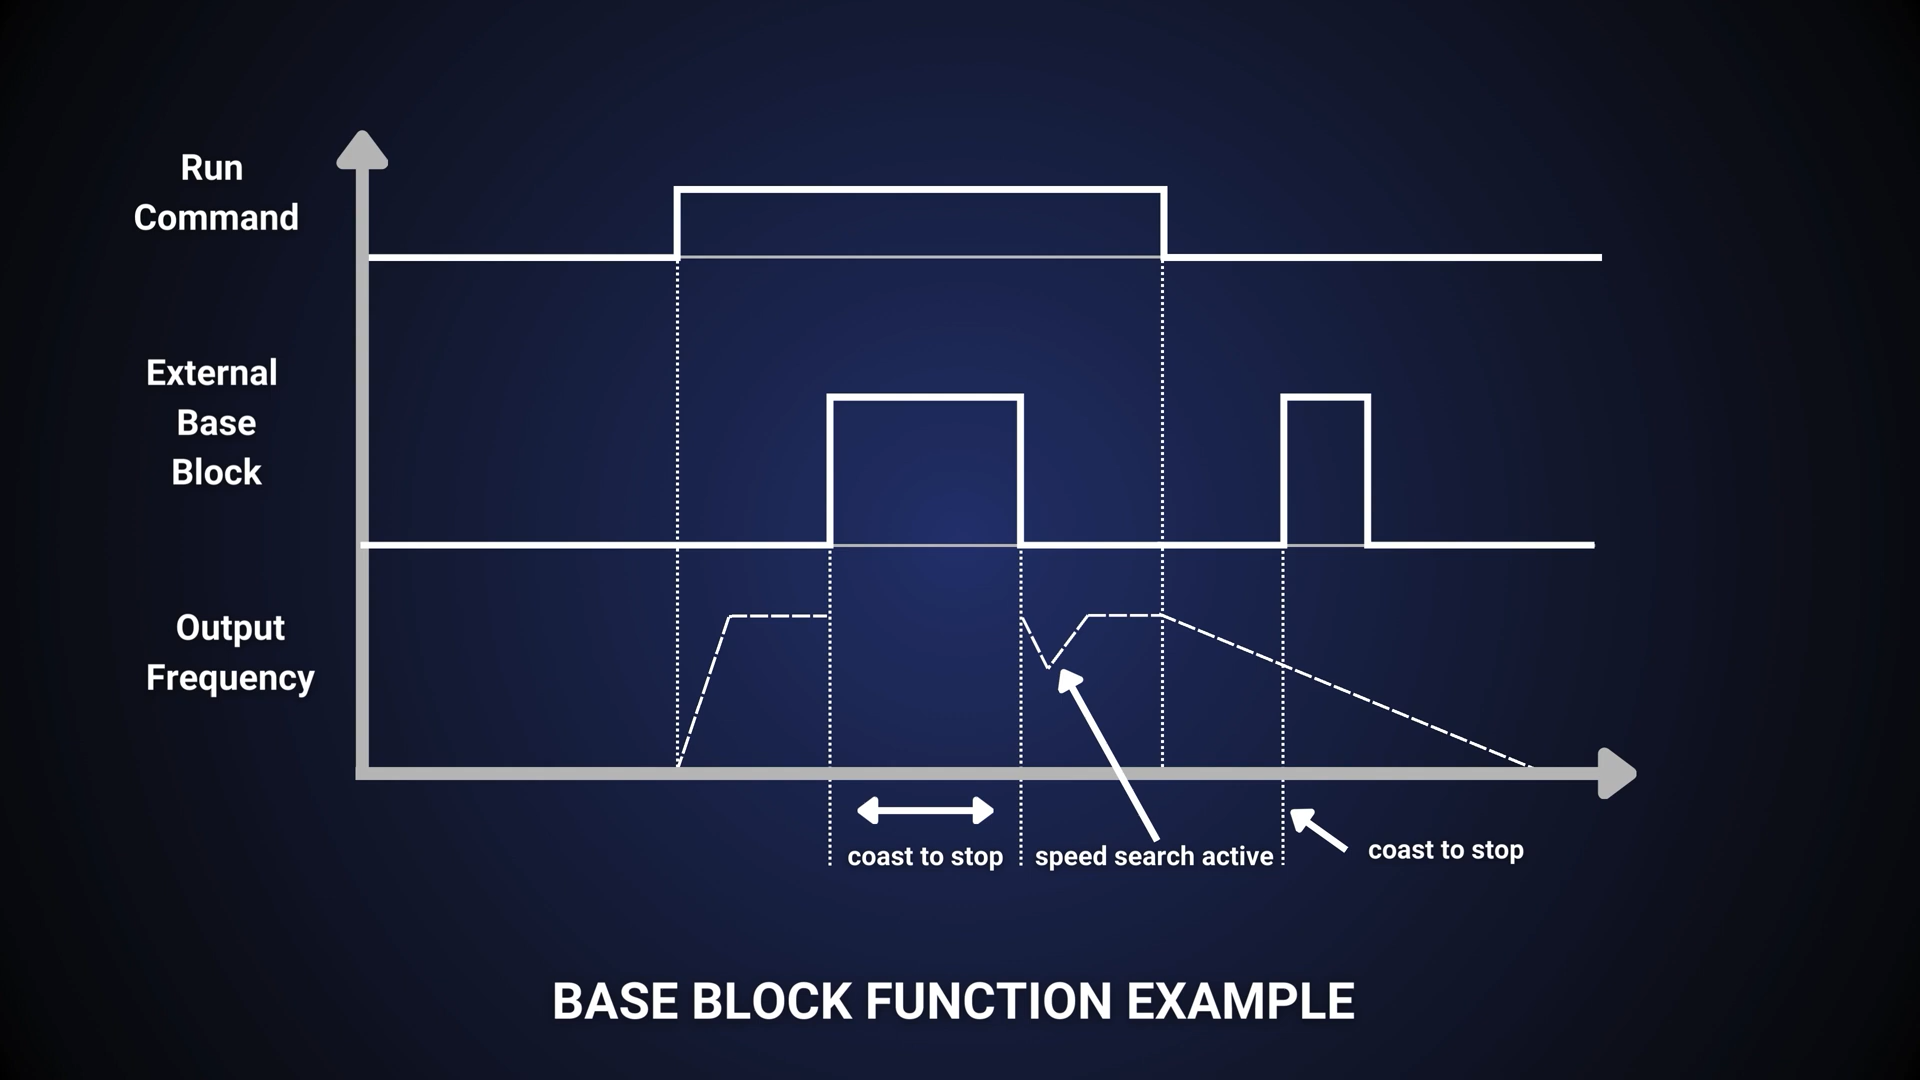 Run
Command
External
Base
Block
Output
Frequency
coast to stop
speed search active
coast to stop
BASE BLOCK FUNCTION EXAMPLE